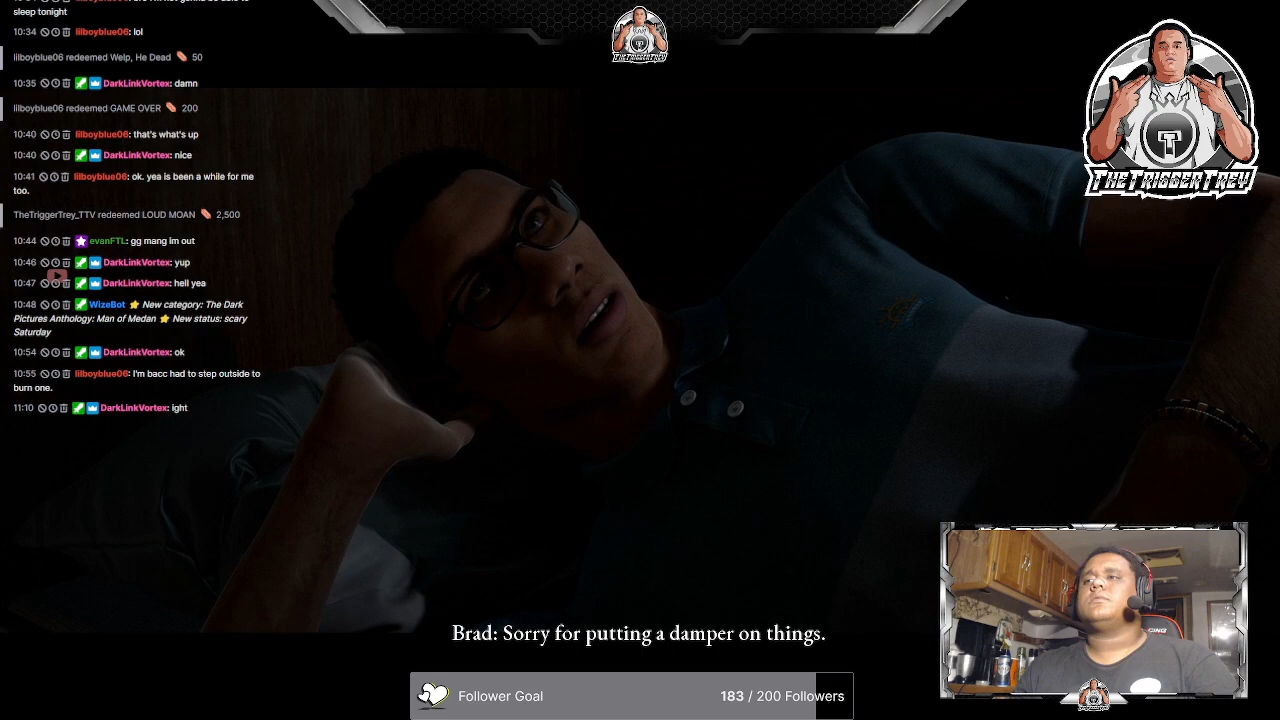 sleep tonight
10:34 lilboyblue06: lol
lilboyblue06 redeemed Welp, He Dead 50
10:35 DarkLinkVortex: damn
lilboyblue06 redeemed GAME OVER 200
10:40 lilboyblue06: that's what's up
10:40 DarkLinkVortex: nice
10:41 lilboyblue06: ok. yea is been a while for me
too.
TheTriggerTrey_TTV redeemed LOUD MOAN 2,500
10:44 evanFTL: gg mang im out
10:46 DarkLinkVortex: yup
10:47 DarkLinkVortex: hell yea
10:48 WizeBot New category: The Dark
Pictures Anthology: Man of Medan New status: scary
Saturday
10:54 DarkLinkVortex: ok
10:55 lilboyblue06: I'm bacc had to step outside to
burn one.
11:10 DarkLinkVortex: ight
THETRIGGERTREY
T
THETRIGGERTREY
Brad: Sorry for putting a damper on things.
Follower Goal 183 / 200 Followers